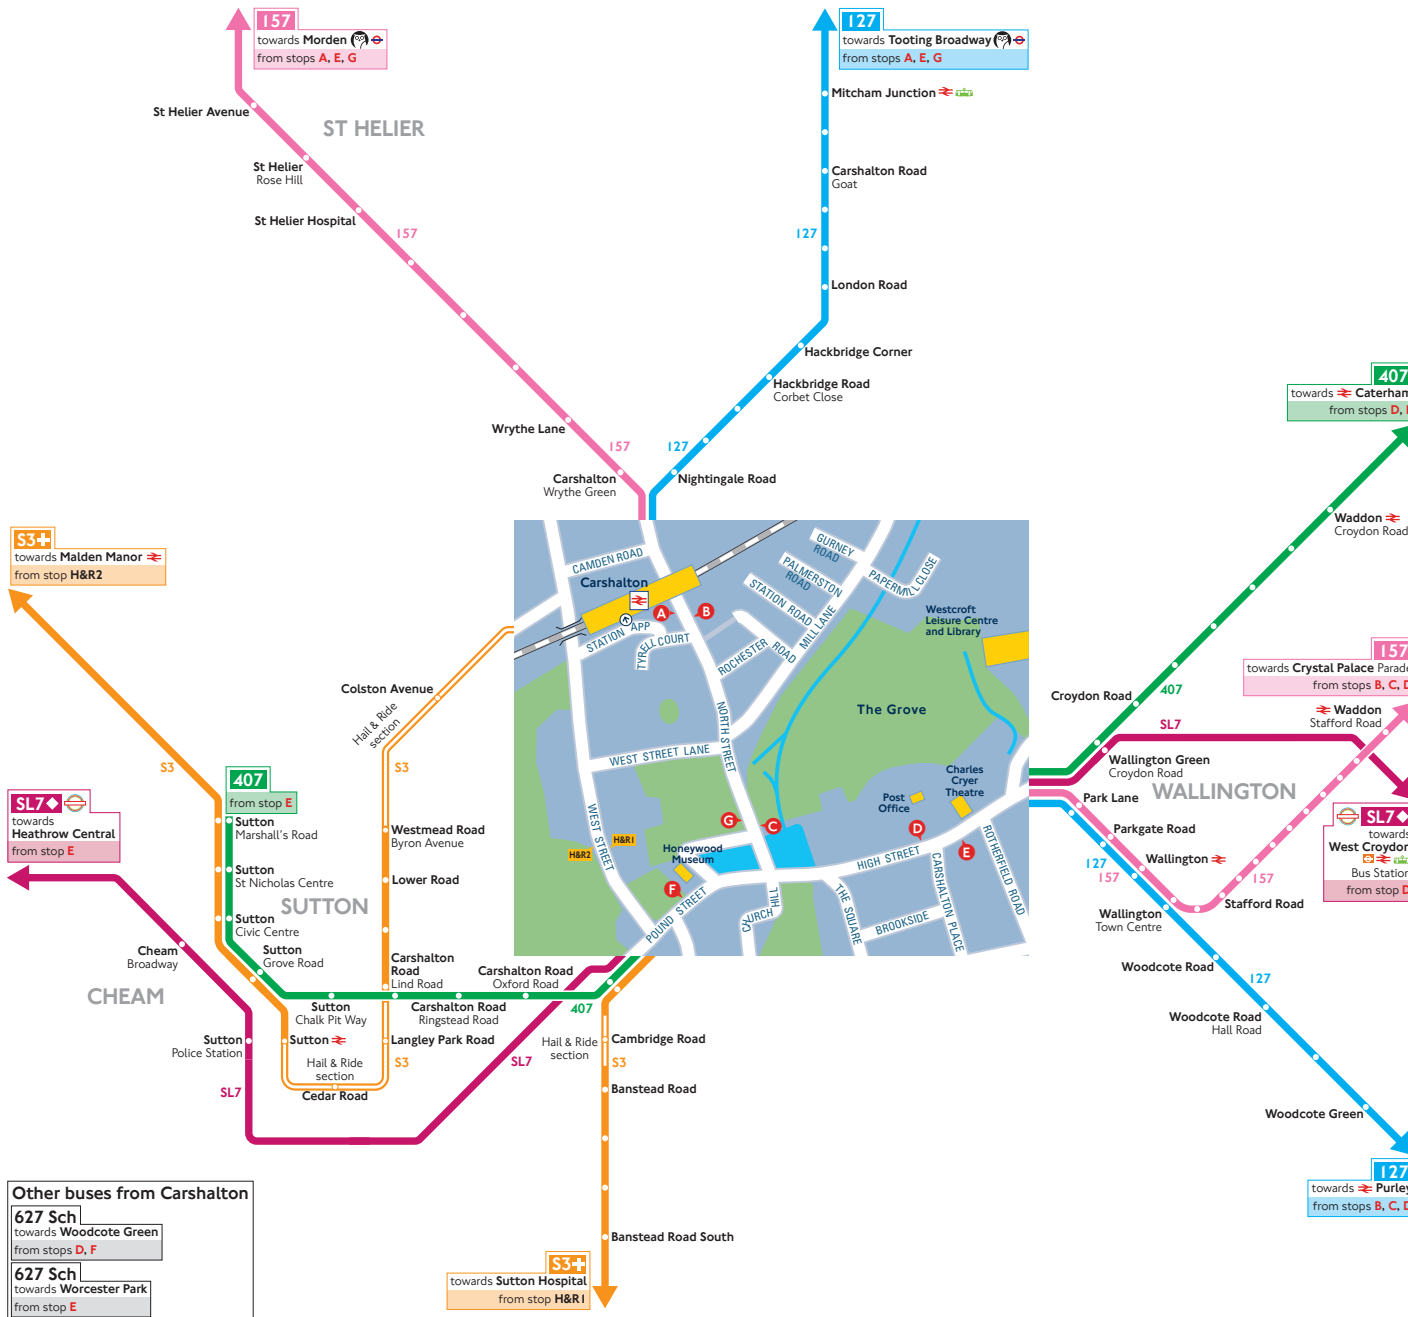 157
towards Morden
from stops A, E, G
127
towards Tooting Broadway
from stops A, E, G
Mitcham Junction
St Helier Avenue
ST HELIER
St Helier
Rose Hill
Carshalton Road
Goat
St Helier Hospital
157
127
London Road
Hackbridge Corner
Hackbridge Road
Corbet Close
407
towards Caterham
from stops D,
Wrythe Lane
157
127
Carshalton
Wrythe Green
Nightingale Road
Waddon
Croydon Road
S3+
towards Malden Manor
from stop H&R2
CAMDEN ROAD
GURNEY
ROAD
PALMERSTON
ROAD
PAPERMILL CLOSE
STATION ROAD
MILL LANE
Carshalton
A
B
STATION APP
TYRELL COURT
ROCHESTER ROAD
Westcroft
Leisure Centre
and Library
The Grove
NORTH STREET
WEST STREET LANE
WEST STREET
Charles
Cryer
Theatre
Post
Office
G
C
D
E
H&R2
H&R1
Honeywood
Museum
F
HIGH STREET
POUND STREET
CHURCH
HILL
THE SQUARE
BROOKSIDE
CARSHALTON PLACE
ROTHERFIELD ROAD
Colston Avenue
Hail & Ride
section
S3
S3
407
from stop E
SL7
towards
Heathrow Central
from stop E
Sutton
Marshall's Road
Westmead Road
Byron Avenue
Sutton
St Nicholas Centre
Lower Road
SUTTON
Sutton
Civic Centre
Sutton
Grove Road
Cheam
Broadway
CHEAM
Carshalton
Road
Lind Road
Carshalton Road
Oxford Road
Sutton
Chalk Pit Way
Carshalton Road
Ringstead Road
407
Sutton
Police Station
Sutton
Langley Park Road
Hail & Ride
section
Cedar Road
S3
SL7
SL7
Hail & Ride
section
Cambridge Road
S3
Banstead Road
Banstead Road South
S3+
towards Sutton Hospital
from stop H&R1
157
towards Crystal Palace Parade
from stops B, C, D
Croydon Road
407
Waddon
Stafford Road
SL7
Wallington Green
Croydon Road
WALLINGTON
Park Lane
Parkgate Road
SL7
towards
West Croydon
Bus Station
from stop D
127
157
Wallington
157
Stafford Road
Wallington
Town Centre
Woodcote Road
127
Woodcote Road
Hall Road
Woodcote Green
127
towards Purley
from stops B, C, D
Other buses from Carshalton
627 Sch
towards Woodcote Green
from stops D, F
627 Sch
towards Worcester Park
from stop E